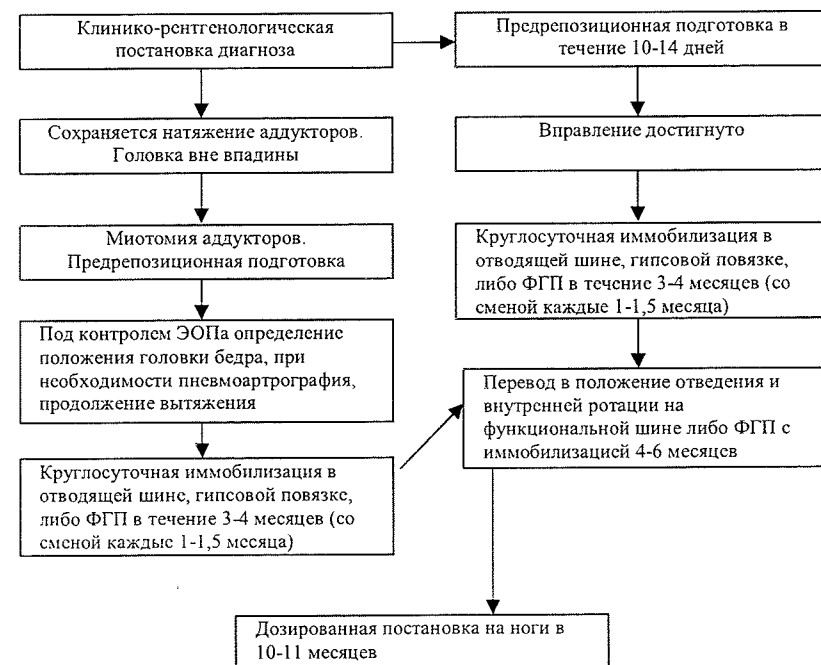 Клинико-рентгенологическая
постановка диагноза
Предрепозиционная подготовка в
течение 10-14 дней
Сохраняется натяжение аддукторов.
Головка вне впадины
Вправление достигнуто
Миотомия аддукторов.
Предрепозиционная подготовка
Круглосуточная иммобилизация в
отводящей шине, гипсовой повязке,
либо ФГП в течение 3-4 месяцев (со
сменой каждые 1-1,5 месяца)
Под контролем ЭОПа определение
положения головки бедра, при
необходимости пневмоартрография,
продолжение вытяжения
Перевод в положение отведения и
внутренней ротации на
функциональной шине либо ФГП с
иммобилизацией 4-6 месяцев
Круглосуточная иммобилизация в
отводящей шине, гипсовой повязке,
либо ФГП в течение 3-4 месяцев (со
сменой каждые 1-1,5 месяца)
Дозированная постановка на ноги в
10-11 месяцев